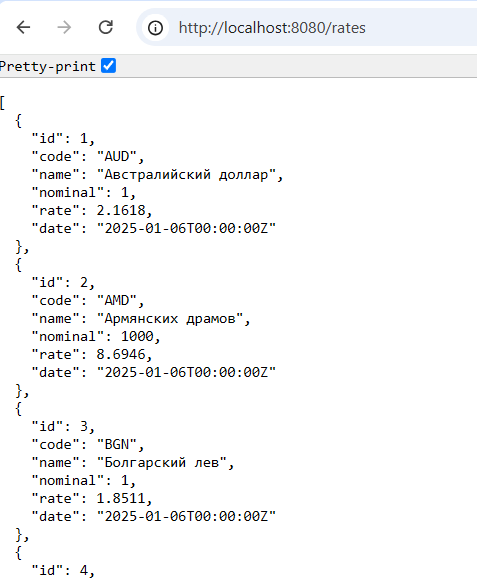 http://localhost:8080/rates
Pretty-print
[
  {
    "id": 1,
    "code": "AUD",
    "name": "Австралийский доллар",
    "nominal": 1,
    "rate": 2.1618,
    "date": "2025-01-06T00:00:00Z"
  },
  {
    "id": 2,
    "code": "AMD",
    "name": "Армянских драмов",
    "nominal": 1000,
    "rate": 8.6946,
    "date": "2025-01-06T00:00:00Z"
  },
  {
    "id": 3,
    "code": "BGN",
    "name": "Болгарский лев",
    "nominal": 1,
    "rate": 1.8511,
    "date": "2025-01-06T00:00:00Z"
  },
  {
    "id": 4,